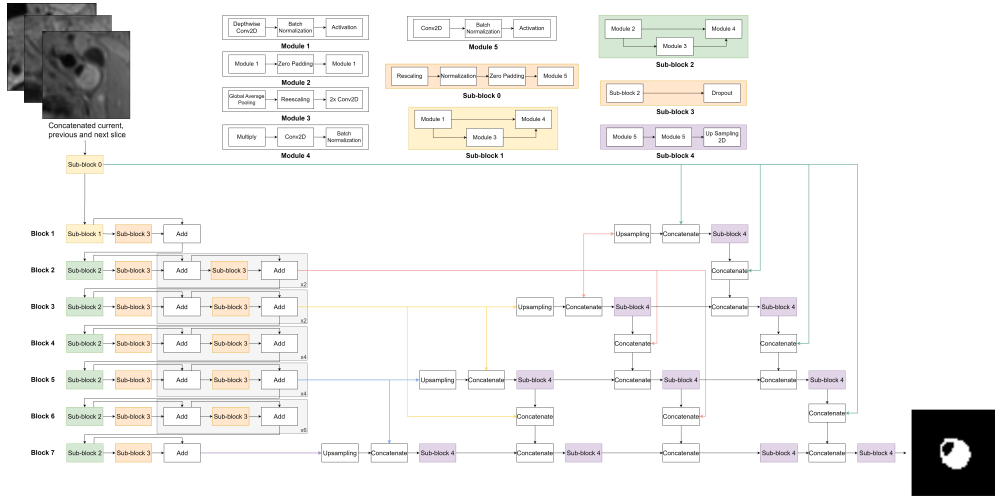 Concatenated current,
previous and next slice
Depthwise Conv2D
Batch Normalization
Activation
Module 1
Module 1
Zero Padding
Module 1
Module 2
Global Average Pooling
Reescaling
2x Conv2D
Module 3
Multiply
Conv2D
Batch Normalization
Module 4
Conv2D
Batch Normalization
Activation
Module 5
Rescaling
Normalization
Zero Padding
Module 5
Sub-block 0
Module 1
Module 4
Module 3
Sub-block 1
Module 2
Module 4
Module 3
Sub-block 2
Sub-block 2
Dropout
Sub-block 3
Module 5
Module 5
Up Sampling 2D
Sub-block 4
Sub-block 0
Block 1
Sub-block 1
Sub-block 3
Add
Upsampling
Concatenate
Sub-block 4
Block 2
Sub-block 2
Sub-block 3
Add
Sub-block 3
Add
x2
Concatenate
Block 3
Sub-block 2
Sub-block 3
Add
Sub-block 3
Add
x2
Upsampling
Concatenate
Sub-block 4
Concatenate
Sub-block 4
Block 4
Sub-block 2
Sub-block 3
Add
Sub-block 3
Add
x4
Concatenate
Concatenate
Block 5
Sub-block 2
Sub-block 3
Add
Sub-block 3
Add
x4
Upsampling
Concatenate
Sub-block 4
Concatenate
Sub-block 4
Concatenate
Sub-block 4
Block 6
Sub-block 2
Sub-block 3
Add
Sub-block 3
Add
x6
Concatenate
Concatenate
Concatenate
Block 7
Sub-block 2
Sub-block 3
Add
Upsampling
Concatenate
Sub-block 4
Concatenate
Sub-block 4
Concatenate
Sub-block 4
Concatenate
Sub-block 4